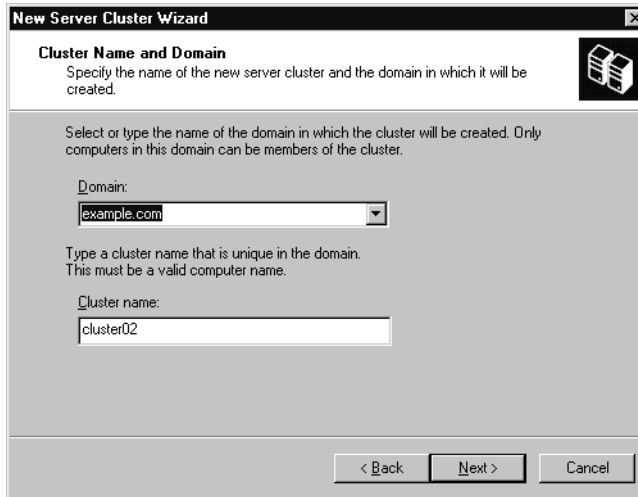 New Server Cluster Wizard
Cluster Name and Domain
Specify the name of the new server cluster and the domain in which it will be
created.
Select or type the name of the domain in which the cluster will be created. Only
computers in this domain can be members of the cluster.
Domain:
example.com
Type a cluster name that is unique in the domain.
This must be a valid computer name.
Cluster name:
cluster02
< Back Next > Cancel